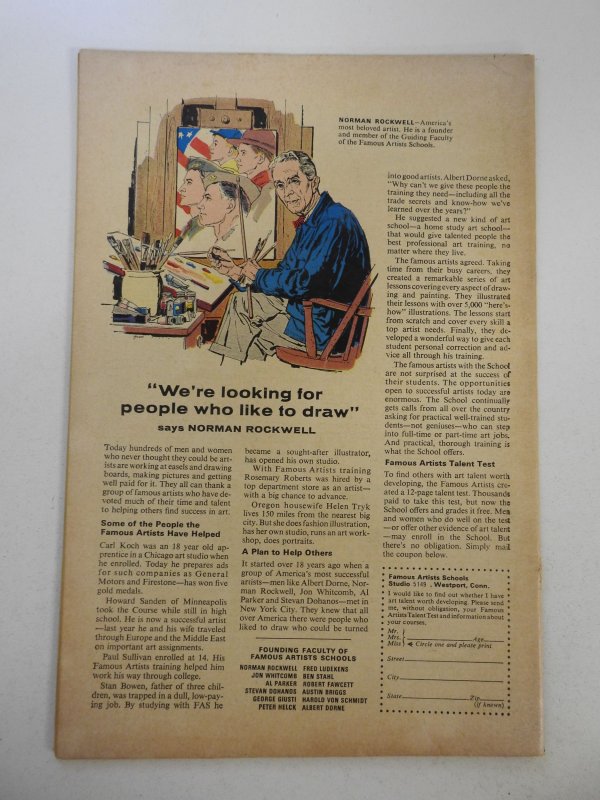 NORMAN ROCKWELL—America's
most beloved artist. He is a founder
and member of the Guiding Faculty
of the Famous Artists Schools.
"We're looking for
people who like to draw"
says NORMAN ROCKWELL
Today hundreds of men and women
who never thought they could be art-
ists are working at easels and drawing
boards, making pictures and getting
well paid for it. They all can thank a
group of famous artists who have de-
voted much of their time and talent
to helping others find success in art.
Some of the People the
Famous Artists Have Helped
Carl Koch was an 18 year old ap-
prentice in a Chicago art studio when
he enrolled. Today he prepares ads
for such companies as General
Motors and Firestone—has won five
gold medals.
Howard Sanden of Minneapolis
took the Course while still in high
school. He is now a successful artist
—last year he and his wife traveled
through Europe and the Middle East
on important art assignments.
Paul Sullivan enrolled at 14. His
Famous Artists training helped him
work his way through college.
Stan Bowen, father of three chil-
dren, was trapped in a dull, low-pay-
ing job. By studying with FAS he
became a sought-after illustrator,
has opened his own studio.
With Famous Artists training
Rosemary Roberts was hired by a
top department store as an artist—
with a big chance to advance.
Oregon housewife Helen Tryk
lives 150 miles from the nearest big
city. But she does fashion illustration,
has her own studio, runs an art work-
shop, does portraits.
A Plan to Help Others
It started over 18 years ago when a
group of America's most successful
artists—men like Albert Dorne, Nor-
man Rockwell, Jon Whitcomb, Al
Parker and Stevan Dohanos—met in
New York City. They knew that all
over America there were people who
liked to draw who could be turned
FOUNDING FACULTY OF
FAMOUS ARTISTS SCHOOLS
NORMAN ROCKWELL FRED LUDEKENS
JON WHITCOMB BEN STAHL
AL PARKER ROBERT FAWCETT
STEVAN DOHANOS AUSTIN BRIGGS
GEORGE GIUSTI HAROLD VON SCHMIDT
PETER HELCK ALBERT DORNE
into good artists. Albert Dorne asked,
"Why can't we give these people the
training they need—including all the
trade secrets and know-how we've
learned over the years?"
He suggested a new kind of art
school—a home study art school—
that would give talented people the
best professional art training, no
matter where they live.
The famous artists agreed. Taking
time from their busy careers, they
created a remarkable series of art
lessons covering every aspect of draw-
ing and painting. They illustrated
their lessons with over 5,000 "here's-
how" illustrations. The lessons start
from scratch and cover every skill a
top artist needs. Finally, they de-
veloped a wonderful way to give each
student personal correction and ad-
vice all through his training.
The famous artists with the School
are not surprised at the success of
their students. The opportunities
open to successful artists today are
enormous. The School continually
gets calls from all over the country
asking for practical well-trained stu-
dents—not geniuses—who can step
into full-time or part-time art jobs.
And practical, thorough training is
what the School offers.
Famous Artists Talent Test
To find others with art talent worth
developing, the Famous Artists cre-
ated a 12-page talent test. Thousands
paid to take this test, but now the
School offers and grades it free. Men
and women who do well on the test
—or offer other evidence of art talent
—may enroll in the School. But
there's no obligation. Simply mail
the coupon below.
Famous Artists Schools
Studio 5149, Westport, Conn.
I would like to find out whether I have
art talent worth developing. Please send
me, without obligation, your Famous
Artists Talent Test and information about
your courses.
Mr.
Mrs. Age
Miss Circle one and please print
Street
City
State Zip
(if known)